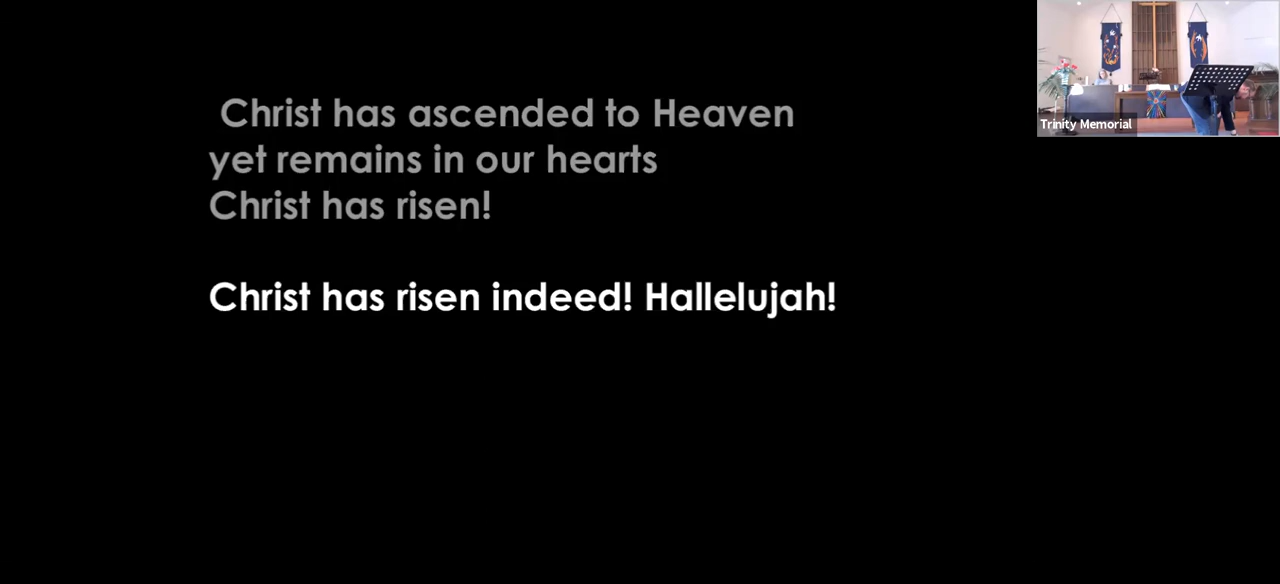 Christ has ascended to Heaven
yet remains in our hearts
Christ has risen!
Christ has risen indeed! Hallelujah!
Trinity Memorial